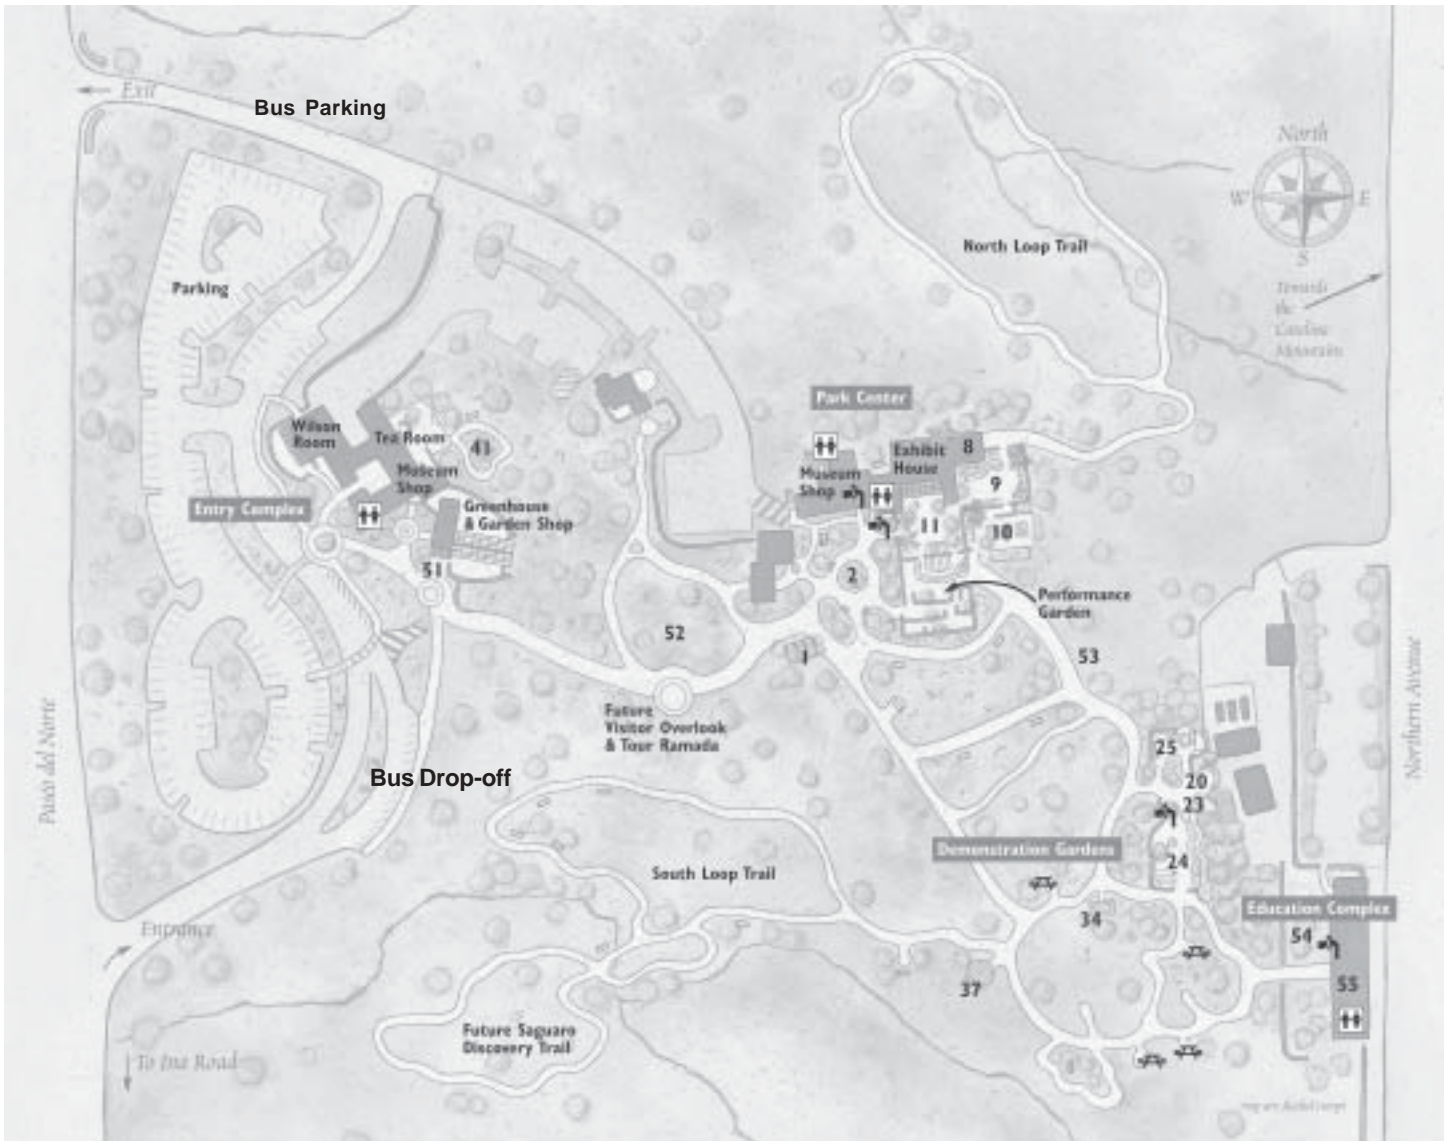 Exit
Bus Parking
North
W
E
S
North Loop Trail
Towards
the
Catalina
Mountains
Parking
Park Center
Wilson
Room
Tea Room
41
Museum
Shop
Exhibit
House
8
Museum
Shop
9
Entry Complex
Greenhouse
& Garden Shop
11
10
51
2
Performance
Garden
52
1
53
Future
Visitor Overlook
& Tour Ramada
Paseo del Norte
Northern Avenue
25
20
23
Bus Drop-off
Demonstration Gardens
24
South Loop Trail
Education Complex
34
54
Entrance
37
55
Future Saguaro
Discovery Trail
To Ina Road